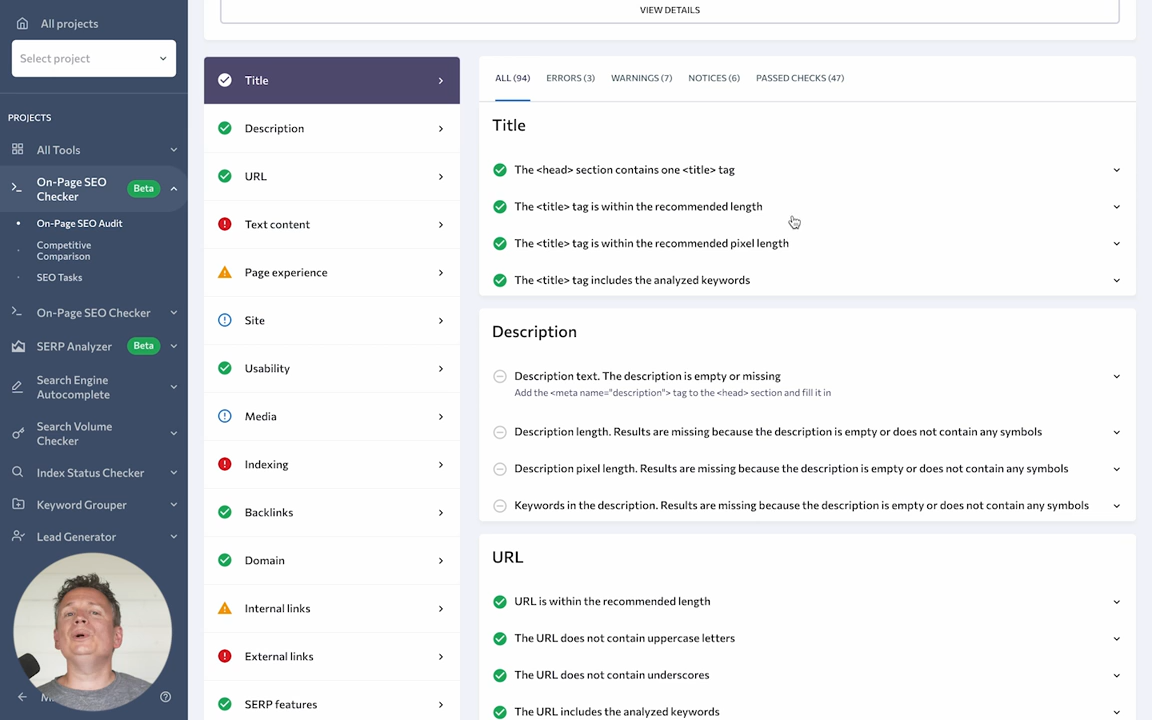 All projects
Select project
PROJECTS
All Tools
On-Page SEO
Checker
Beta
On-Page SEO Audit
Competitive
Comparison
SEO Tasks
On-Page SEO Checker
SERP Analyzer
Beta
Search Engine
Autocomplete
Search Volume
Checker
Index Status Checker
Keyword Grouper
Lead Generator
VIEW DETAILS
Title
Description
URL
Text content
Page experience
Site
Usability
Media
Indexing
Backlinks
Domain
Internal links
External links
SERP features
ALL (94) ERRORS (3) WARNINGS (7) NOTICES (6) PASSED CHECKS (47)
Title
The <head> section contains one <title> tag
The <title> tag is within the recommended length
The <title> tag is within the recommended pixel length
The <title> tag includes the analyzed keywords
Description
Description text. The description is empty or missing
Add the <meta name="description"> tag to the <head> section and fill it in
Description length. Results are missing because the description is empty or does not contain any symbols
Description pixel length. Results are missing because the description is empty or does not contain any symbols
Keywords in the description. Results are missing because the description is empty or does not contain any symbols
URL
URL is within the recommended length
The URL does not contain uppercase letters
The URL does not contain underscores
The URL includes the analyzed keywords